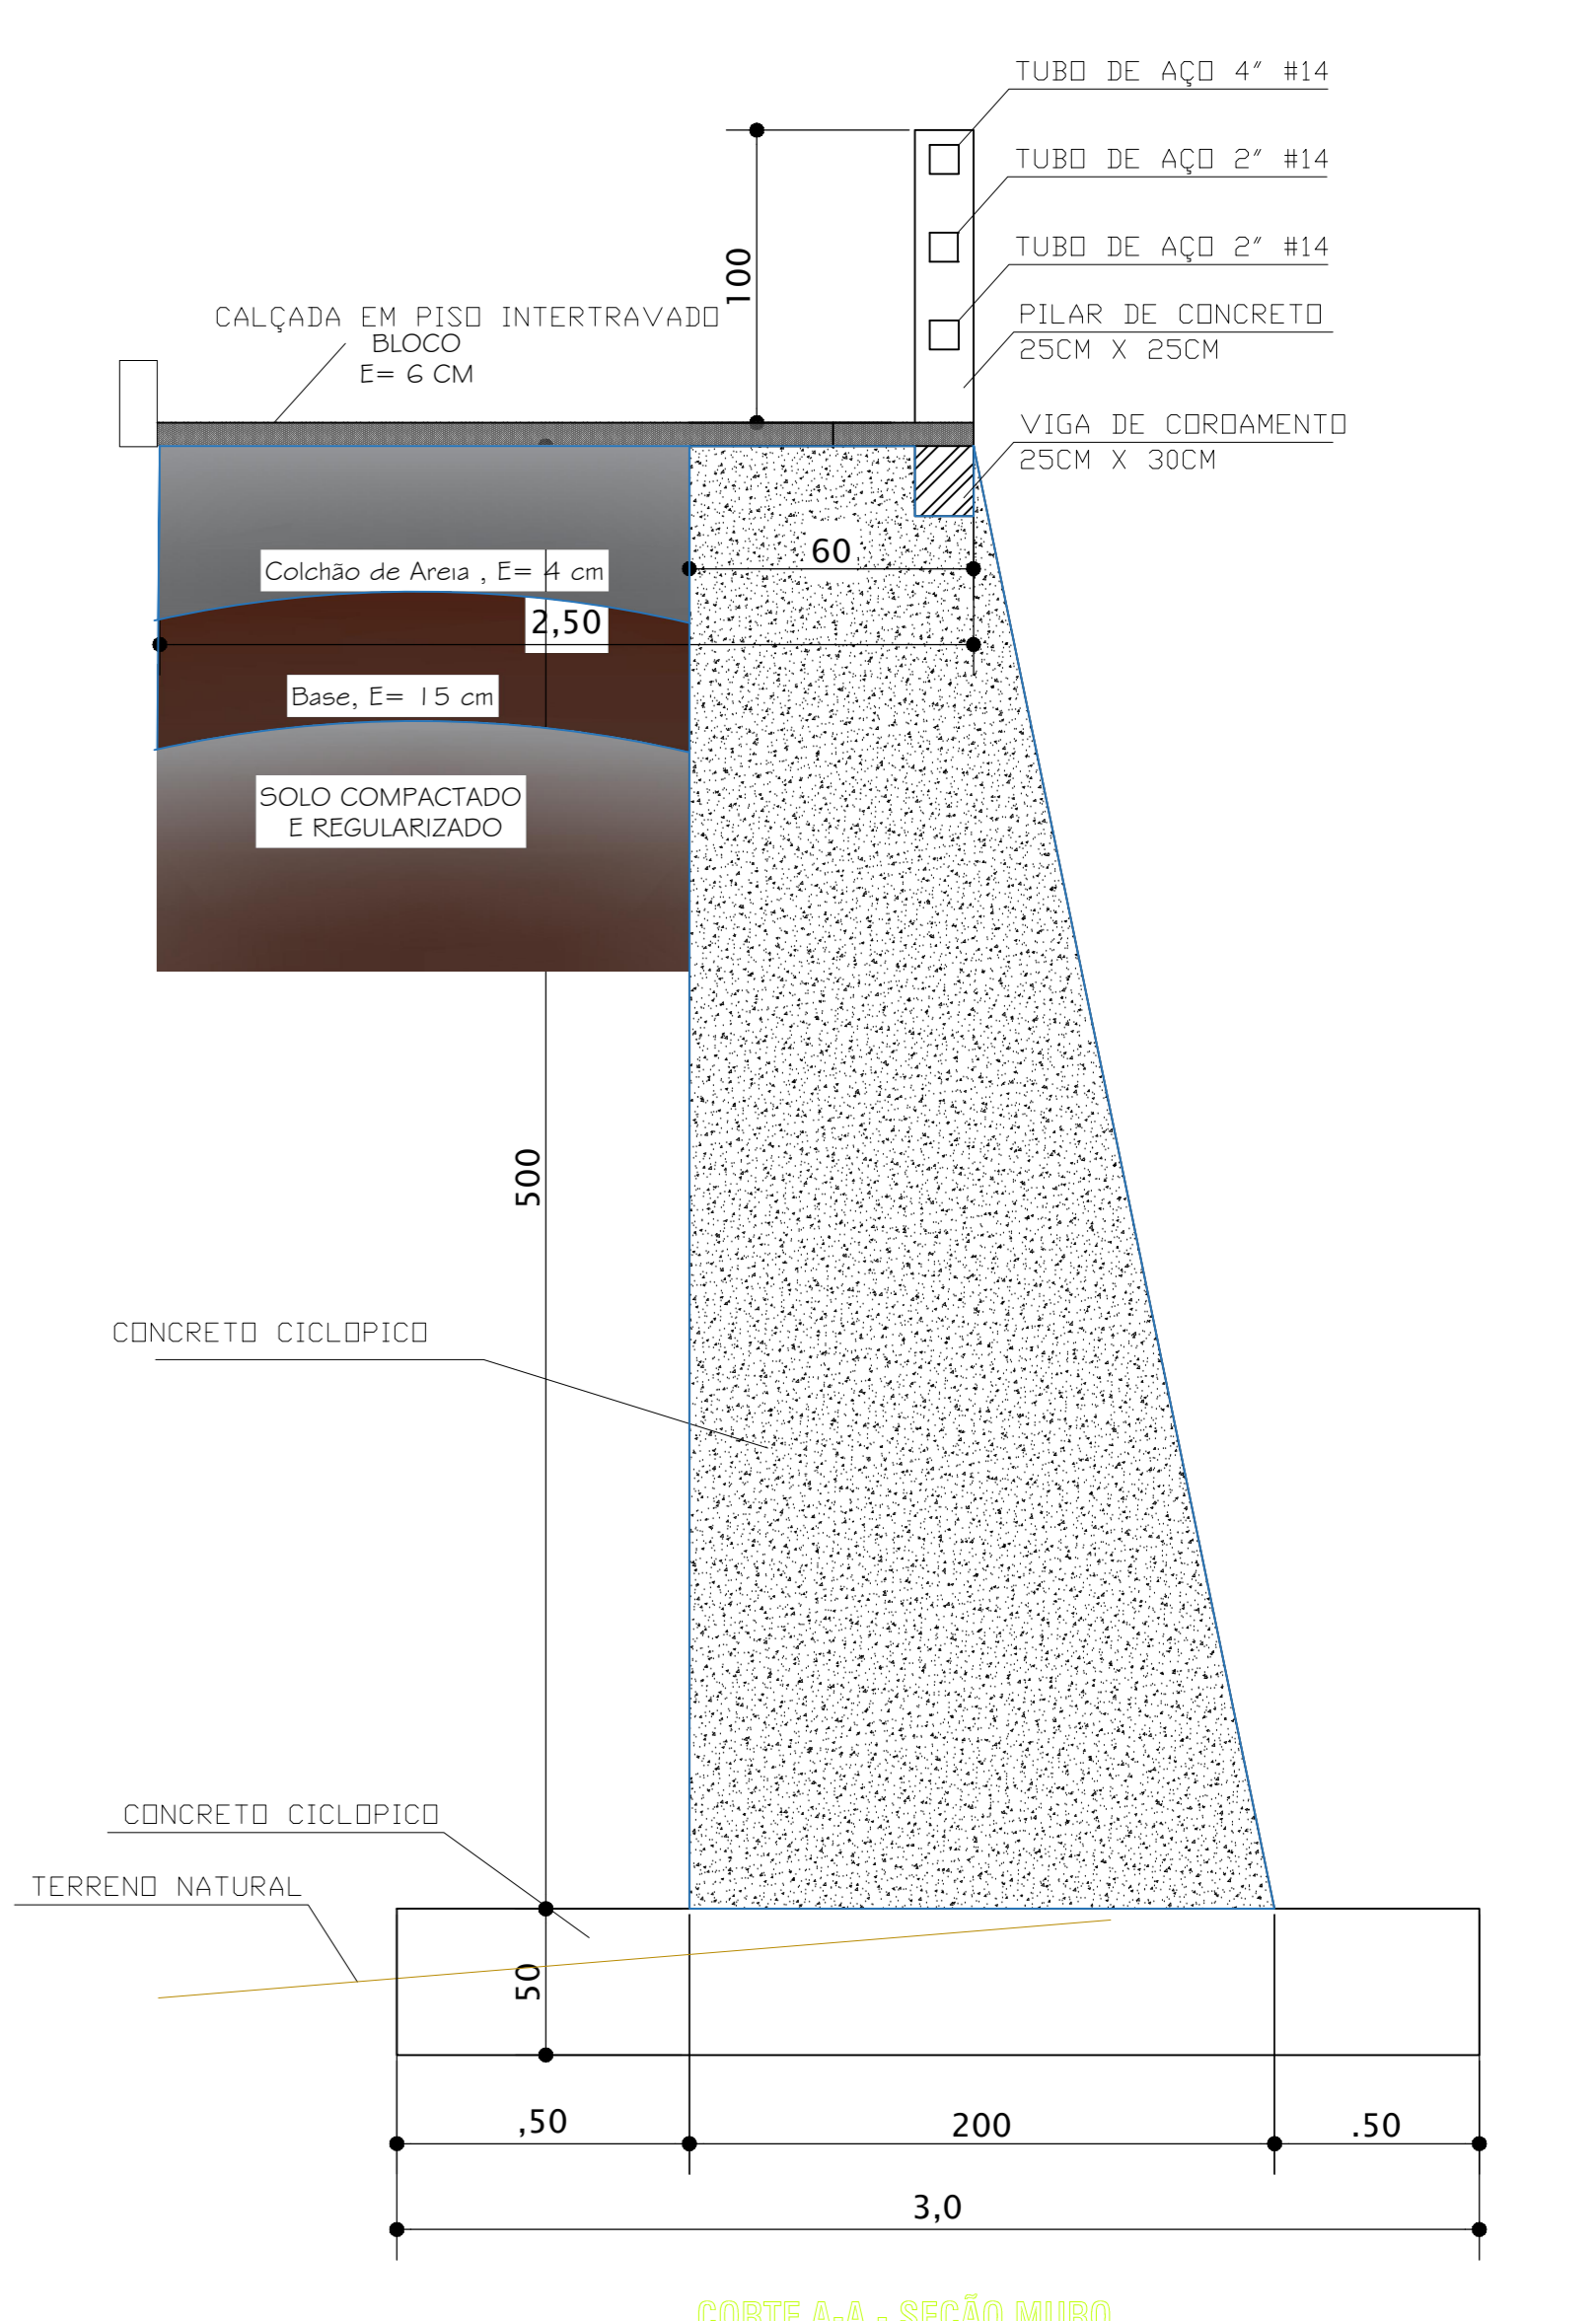 TUBO DE AÇO 4" #14
TUBO DE AÇO 2" #14
TUBO DE AÇO 2" #14
100
CALÇADA EM PISO INTERTRAVADO
BLOCO
E= 6 CM
PILAR DE CONCRETO
25CM X 25CM
VIGA DE COROAMENTO
25CM X 30CM
60
Colchão de Areia , E= 4 cm
2,50
Base, E= 15 cm
SOLO COMPACTADO
E REGULARIZADO
500
CONCRETO CICLOPICO
CONCRETO CICLOPICO
TERRENO NATURAL
50
,50
200
.50
3,0
CORTE A-A - SEÇÃO MURO